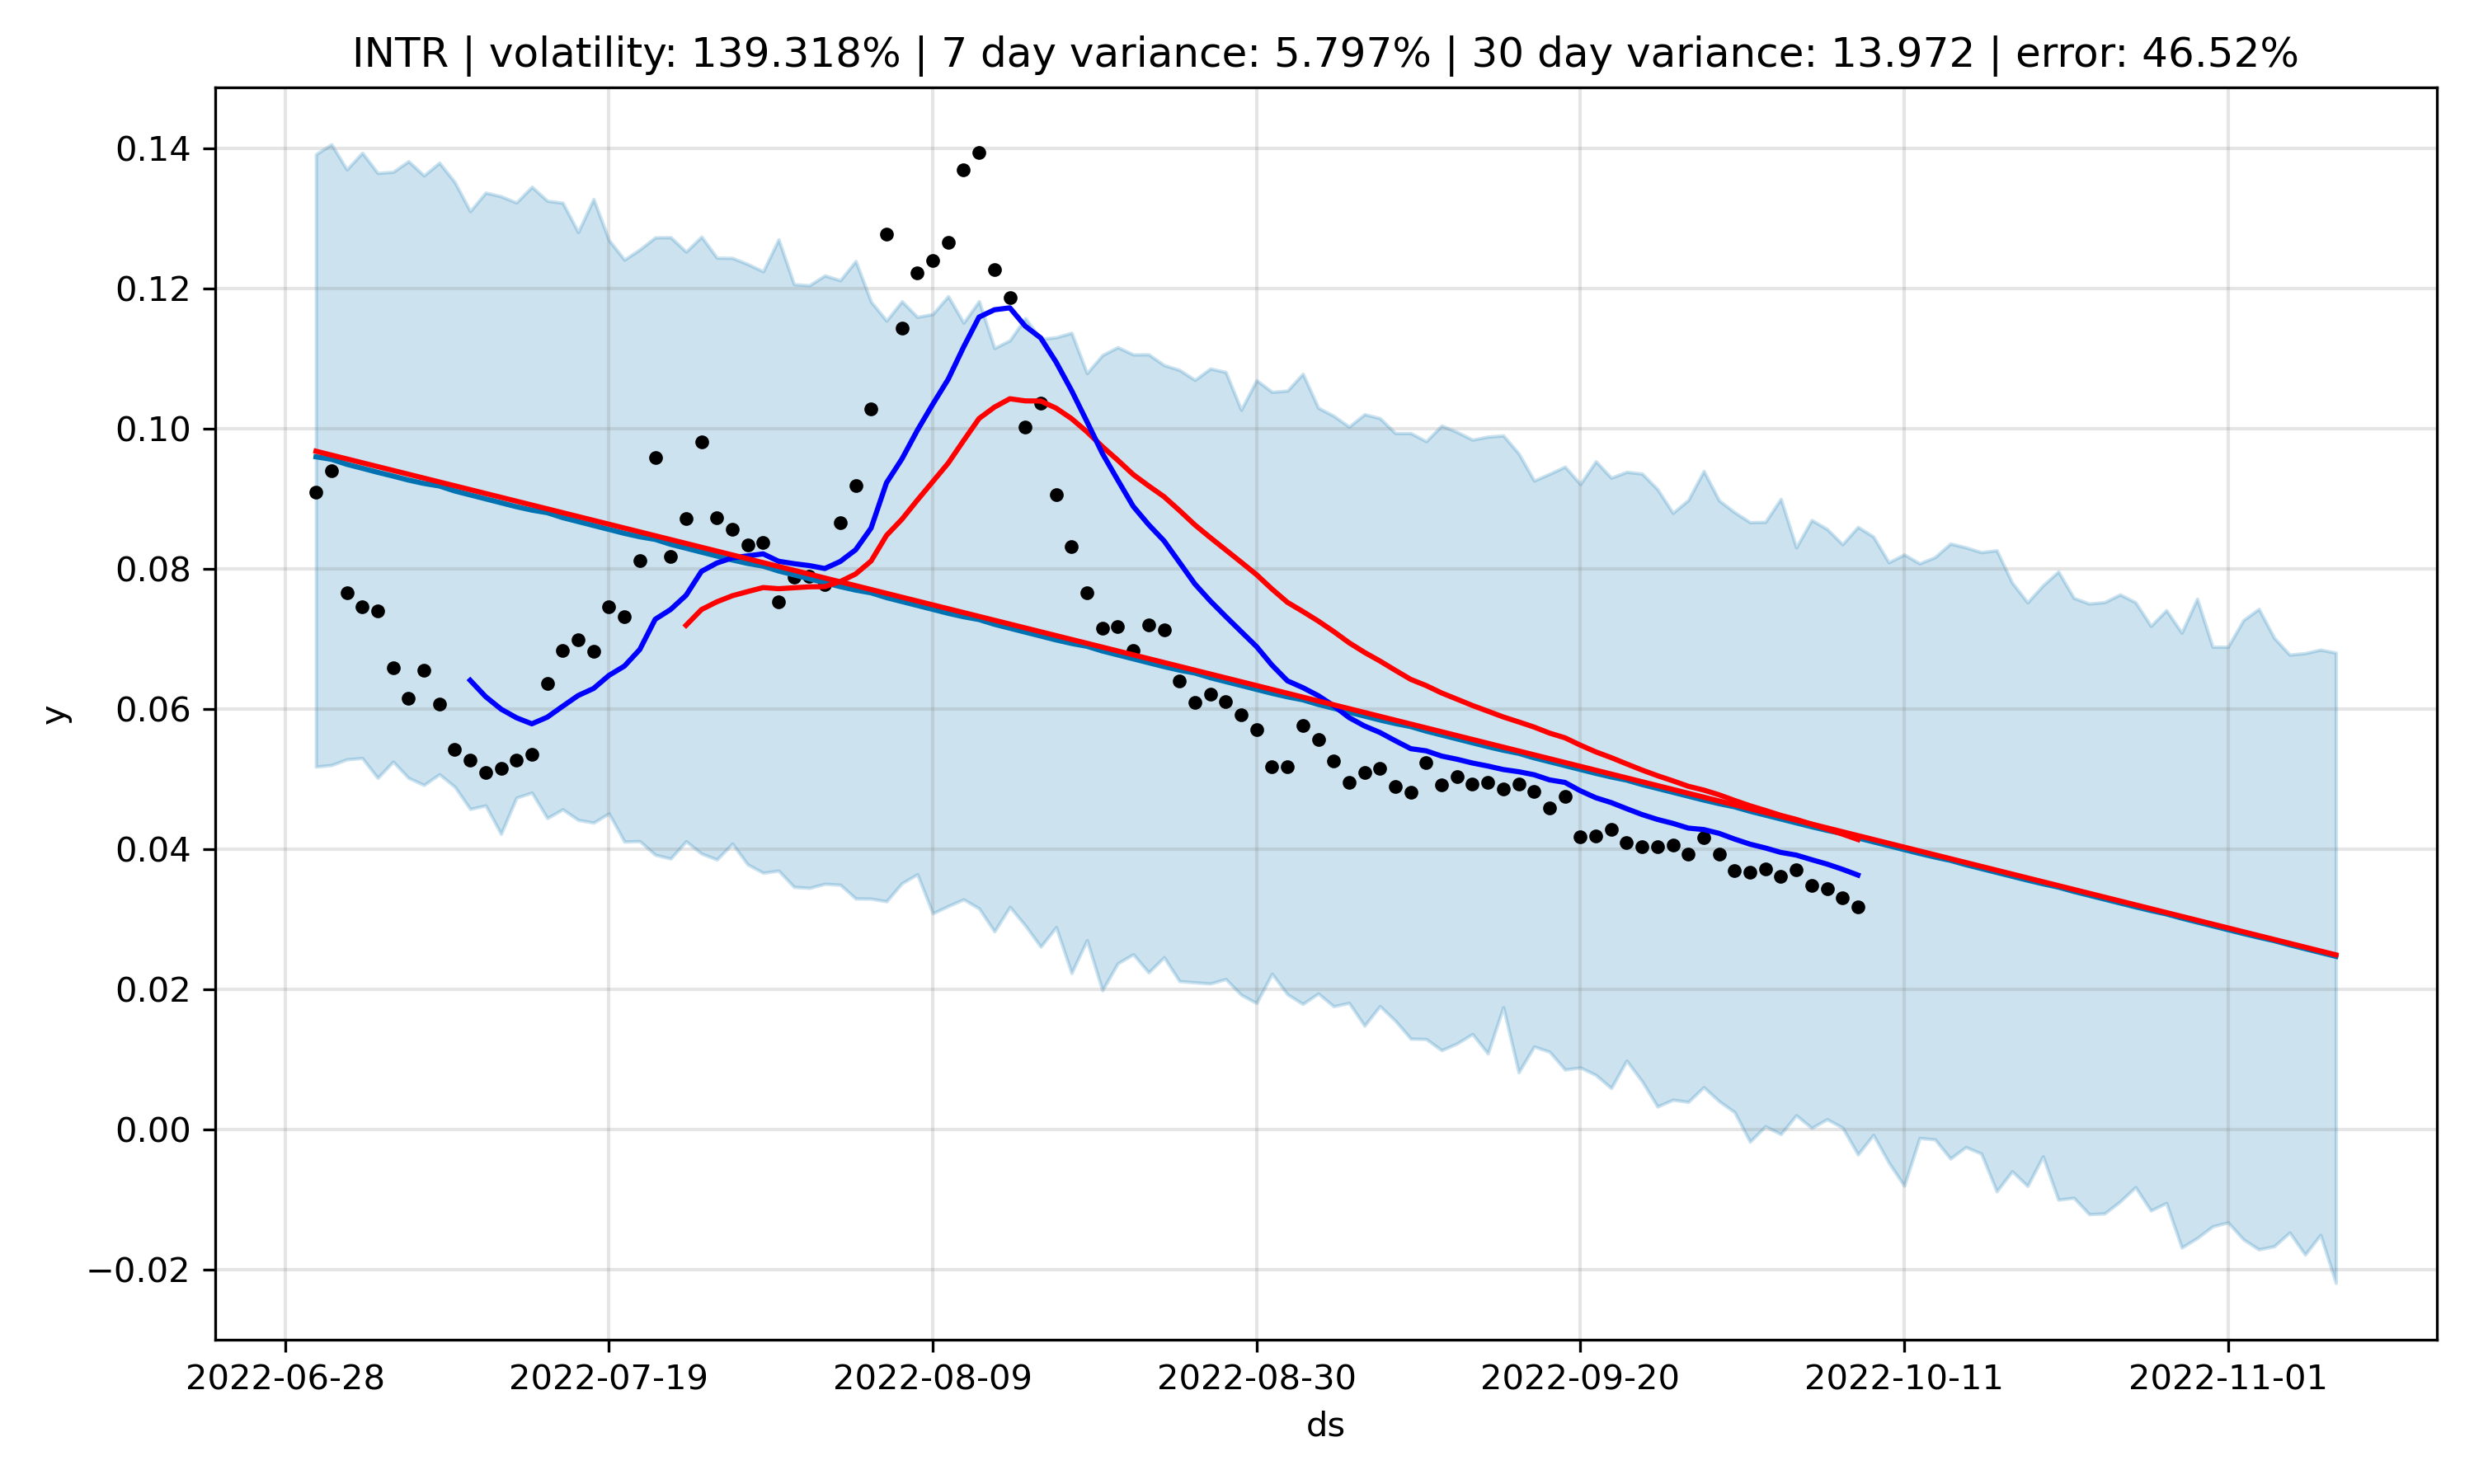 INTR | volatility: 139.318% | 7 day variance: 5.797% | 30 day variance: 13.972 | error: 46.52%
0.14
0.12
0.10
0.08
0.06
y
0.04
0.02
0.00
−0.02
2022-06-28 2022-07-19 2022-08-09 2022-08-30 2022-09-20 2022-10-11 2022-11-01
ds